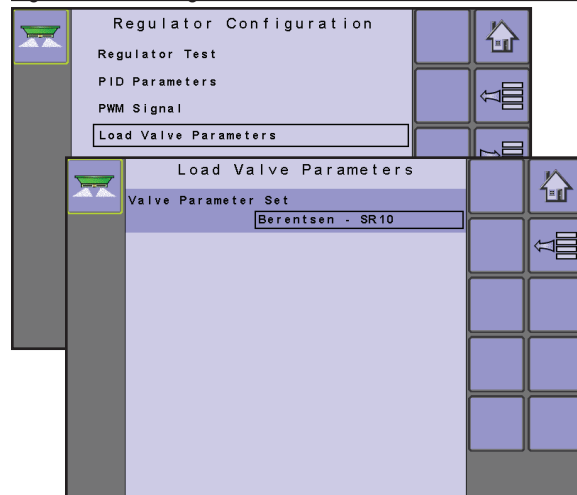 Regulator Configuration
Regulator Test
PID Parameters
PWM Signal
Load Valve Parameters
Load Valve Parameters
Valve Parameter Set
Berentsen - SR10